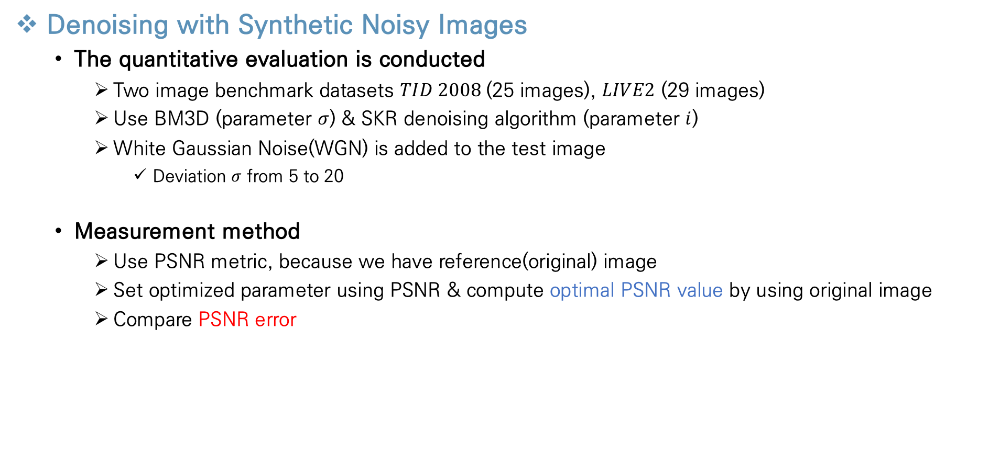 ❖ Denoising with Synthetic Noisy Images
• The quantitative evaluation is conducted
➢ Two image benchmark datasets TID 2008 (25 images), LIVE2 (29 images)
➢ Use BM3D (parameter σ) & SKR denoising algorithm (parameter i)
➢ White Gaussian Noise(WGN) is added to the test image
✓ Deviation σ from 5 to 20
• Measurement method
➢ Use PSNR metric, because we have reference(original) image
➢ Set optimized parameter using PSNR & compute optimal PSNR value by using original image
➢ Compare PSNR error